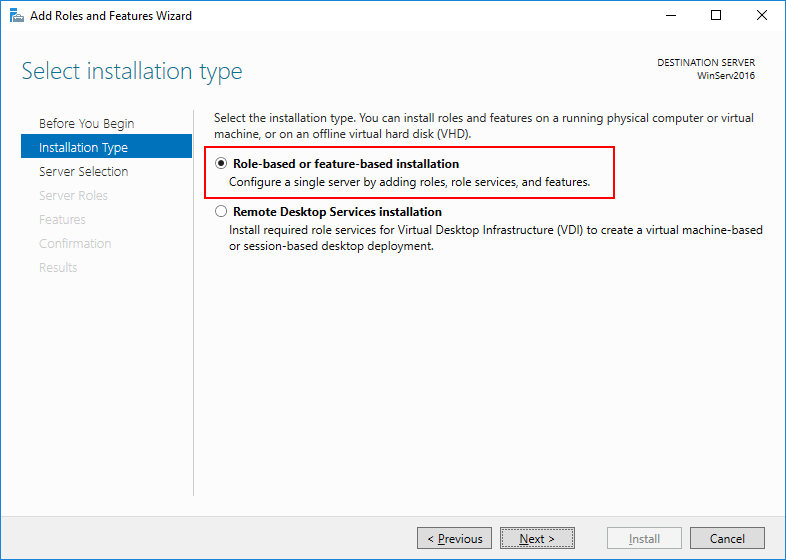 Add Roles and Features Wizard
Select installation type
DESTINATION SERVER
WinServ2016
Before You Begin
Installation Type
Server Selection
Server Roles
Features
Confirmation
Results
Select the installation type. You can install roles and features on a running physical computer or virtual
machine, or on an offline virtual hard disk (VHD).
Role-based or feature-based installation
Configure a single server by adding roles, role services, and features.
Remote Desktop Services installation
Install required role services for Virtual Desktop Infrastructure (VDI) to create a virtual machine-based
or session-based desktop deployment.
< Previous
Next >
Install
Cancel